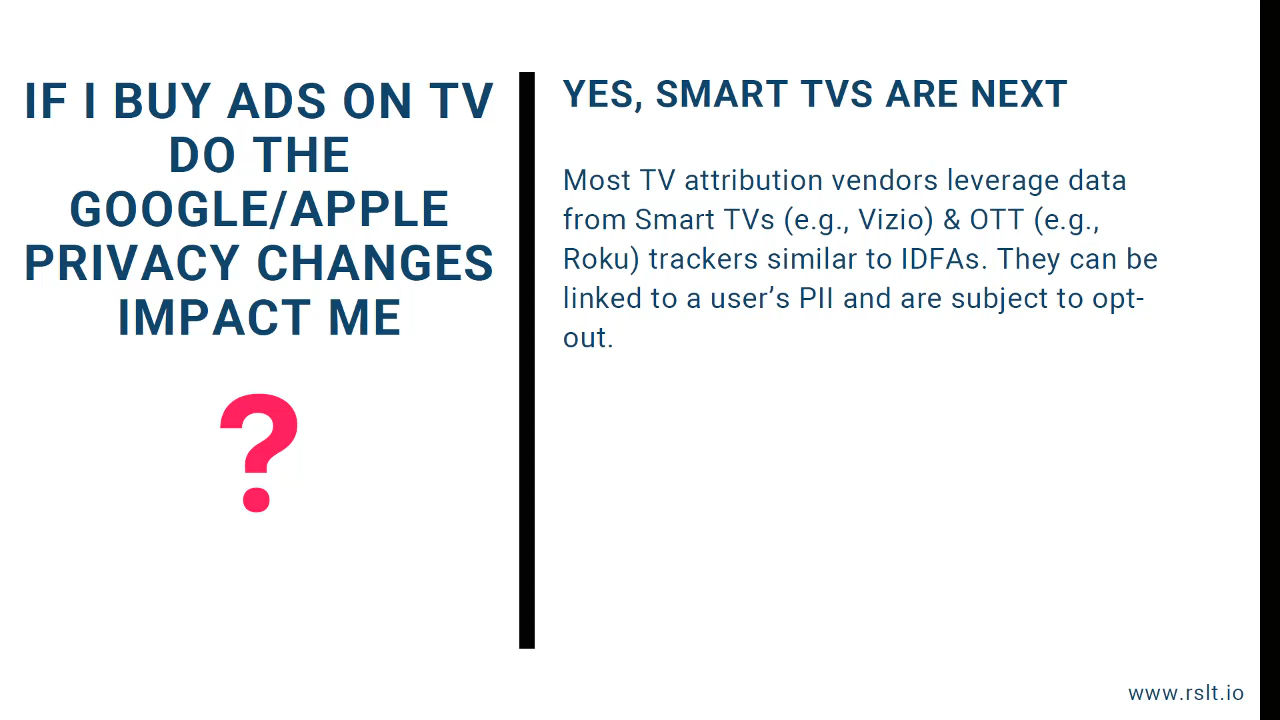 IF I BUY ADS ON TV
DO THE
GOOGLE/APPLE
PRIVACY CHANGES
IMPACT ME
?
YES, SMART TVS ARE NEXT
Most TV attribution vendors leverage data
from Smart TVs (e.g., Vizio) & OTT (e.g.,
Roku) trackers similar to IDFAs. They can be
linked to a user’s PII and are subject to opt-
out.
www.rslt.io